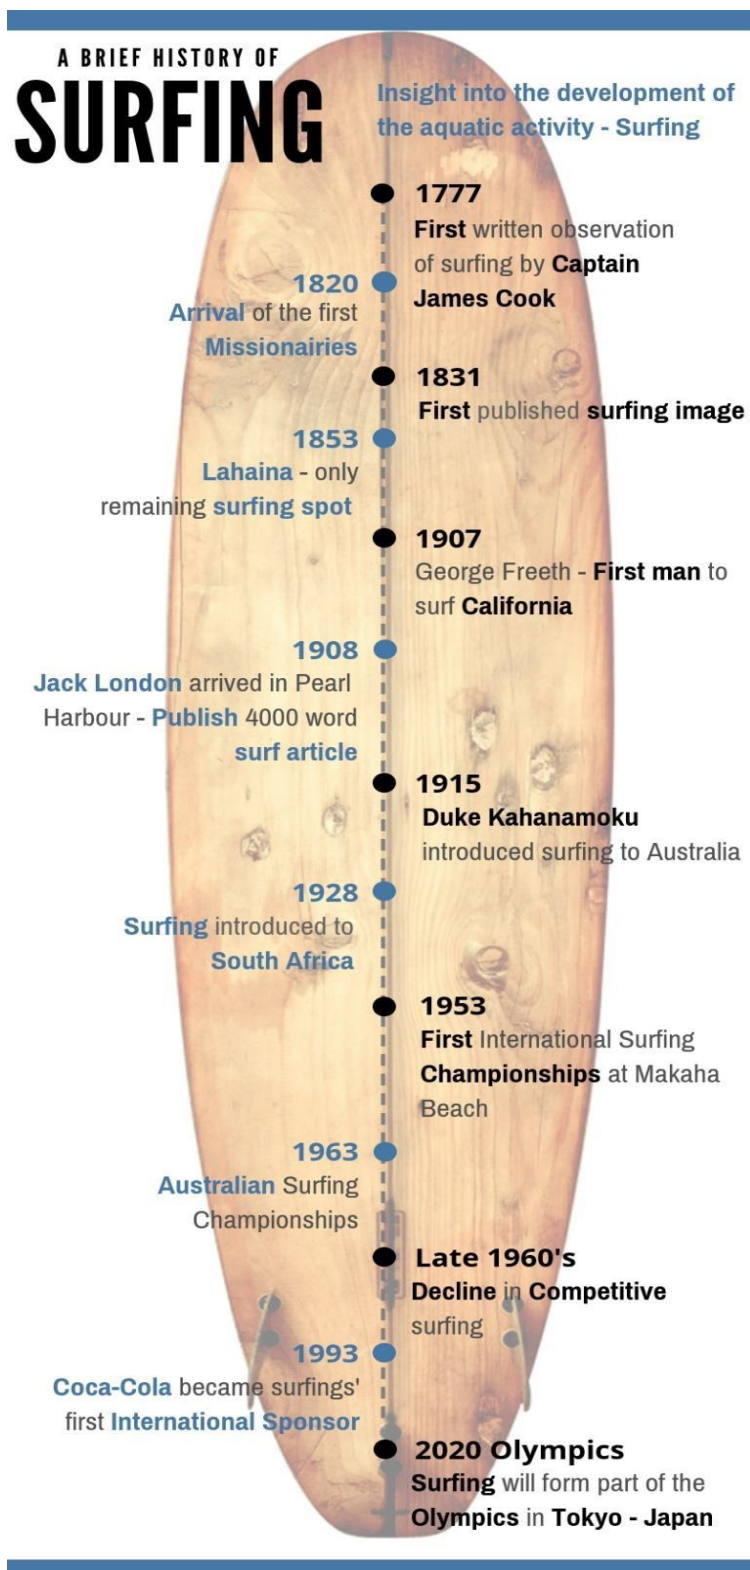 A BRIEF HISTORY OF
SURFING
Insight into the development of
the aquatic activity - Surfing
1777
First written observation
of surfing by Captain
James Cook
1820
Arrival of the first
Missionairies
1831
First published surfing image
1853
Lahaina - only
remaining surfing spot
1907
George Freeth - First man to
surf California
1908
Jack London arrived in Pearl
Harbour - Publish 4000 word
surf article
1915
Duke Kahanamoku
introduced surfing to Australia
1928
Surfing introduced to
South Africa
1953
First International Surfing
Championships at Makaha
Beach
1963
Australian Surfing
Championships
Late 1960's
Decline in Competitive
surfing
1993
Coca-Cola became surfings'
first International Sponsor
2020 Olympics
Surfing will form part of the
Olympics in Tokyo - Japan